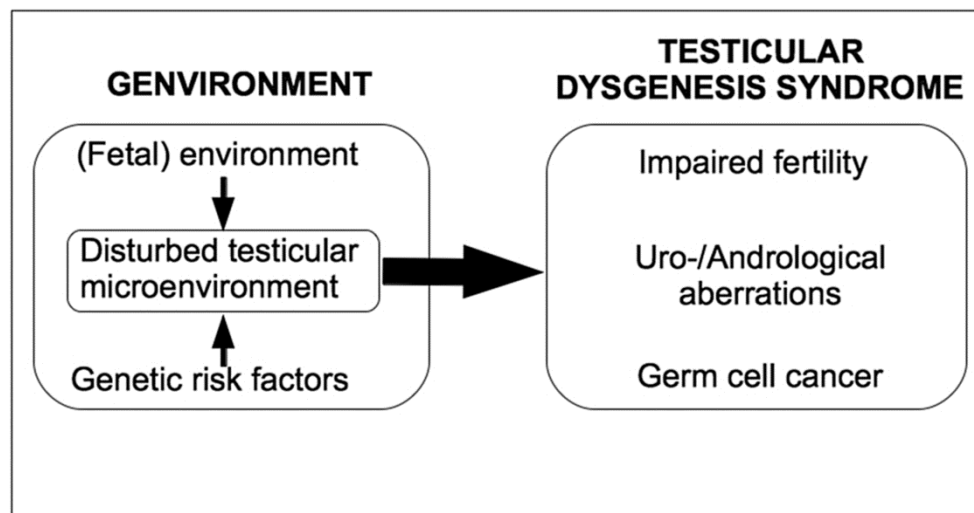 GENVIRONMENT
(Fetal) environment
Disturbed testicular
microenvironment
Genetic risk factors
TESTICULAR
DYSGENESIS SYNDROME
Impaired fertility
Uro-/Andrological
aberrations
Germ cell cancer